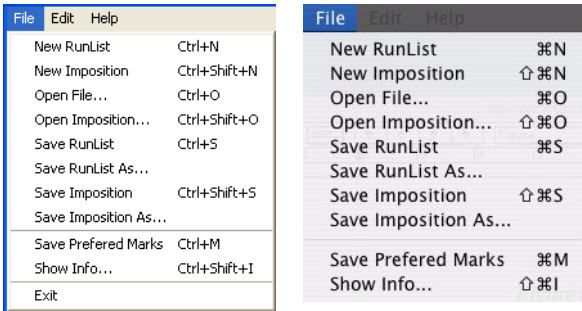 File Edit Help
New RunList Ctrl+N
New Imposition Ctrl+Shift+N
Open File... Ctrl+O
Open Imposition... Ctrl+Shift+O
Save RunList Ctrl+S
Save RunList As...
Save Imposition Ctrl+Shift+S
Save Imposition As...
Save Prefered Marks Ctrl+M
Show Info... Ctrl+Shift+I
Exit
File Edit Help
New RunList ⌘N
New Imposition ⇧⌘N
Open File... ⌘O
Open Imposition... ⇧⌘O
Save RunList ⌘S
Save RunList As...
Save Imposition ⇧⌘S
Save Imposition As...
Save Prefered Marks ⌘M
Show Info... ⇧⌘I